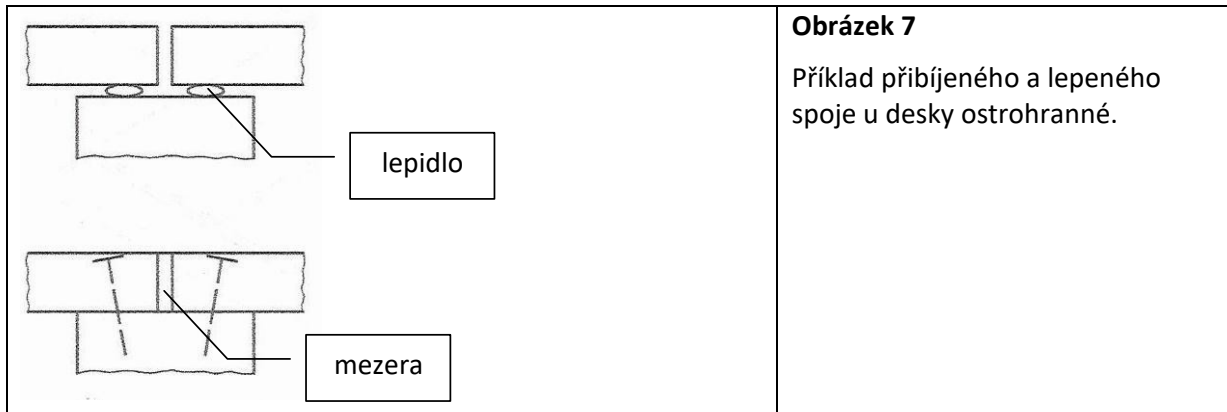 Obrázek 7
Příklad přibíjeného a lepeného
spoje u desky ostrohranné.
lepidlo
mezera